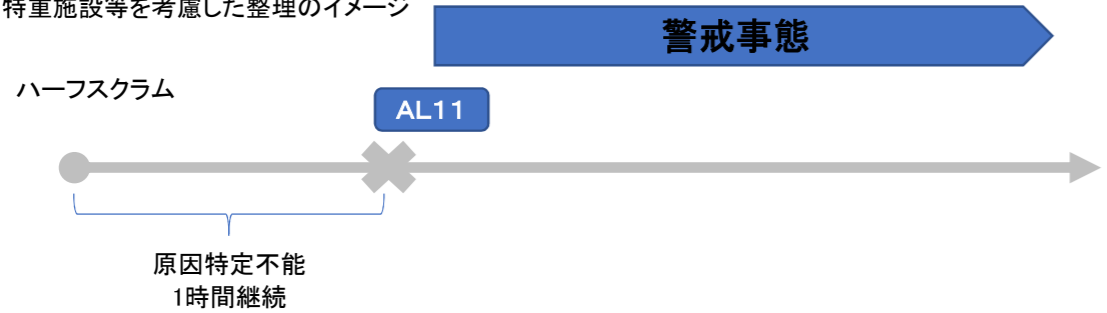 特重施設等を考慮した整理のイメージ
警戒事態
ハーフスクラム
AL11
原因特定不能
1時間継続